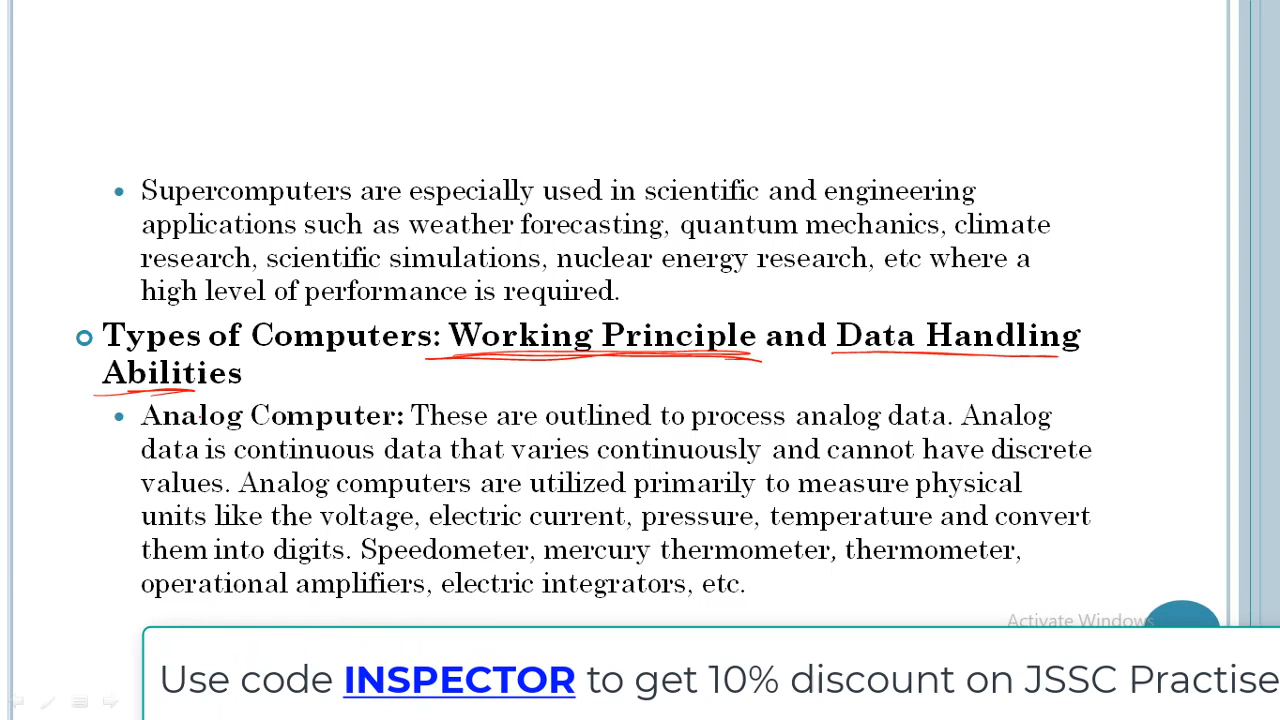 Supercomputers are especially used in scientific and engineering
applications such as weather forecasting, quantum mechanics, climate
research, scientific simulations, nuclear energy research, etc where a
high level of performance is required.
Types of Computers: Working Principle and Data Handling
Abilities
Analog Computer: These are outlined to process analog data. Analog
data is continuous data that varies continuously and cannot have discrete
values. Analog computers are utilized primarily to measure physical
units like the voltage, electric current, pressure, temperature and convert
them into digits. Speedometer, mercury thermometer, thermometer,
operational amplifiers, electric integrators, etc.
Activate Windows
Use code INSPECTOR to get 10% discount on JSSC Practise